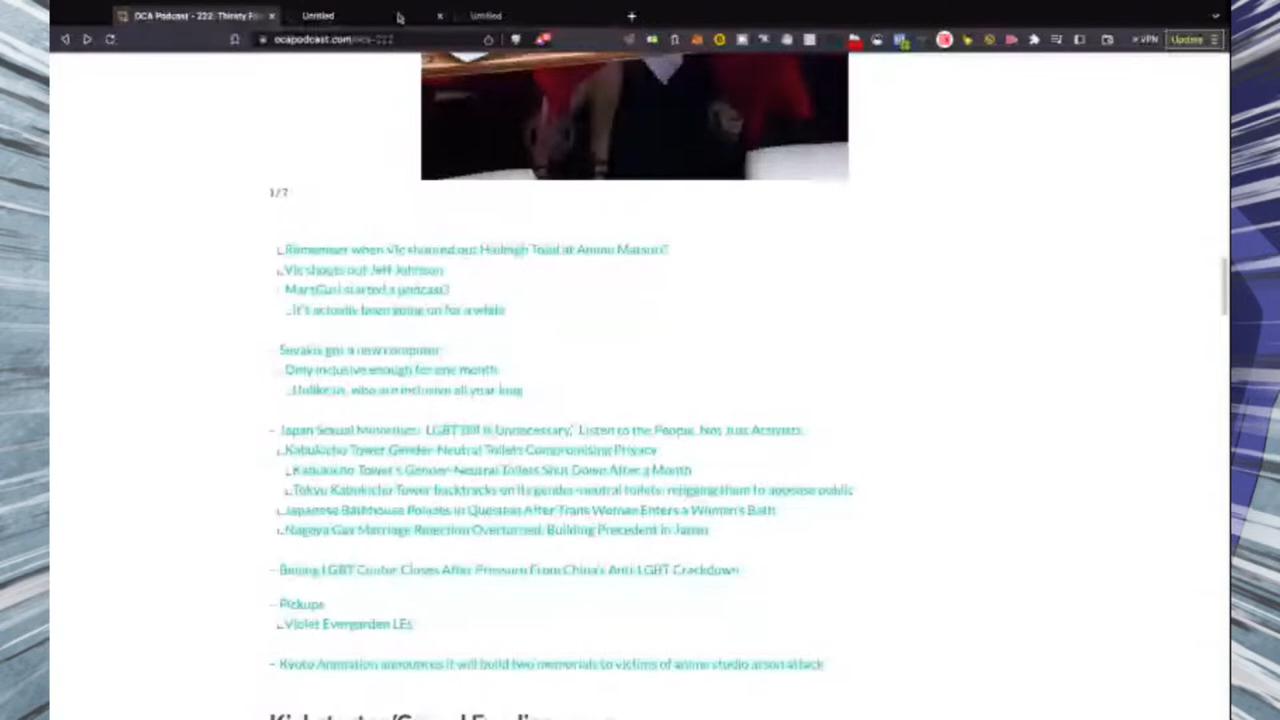 OCA Podcast - 222: Thirsty
Untitled
Untitled
ocapodcast.com
VPN
Update
1/7
Remember when Vic shouted out Hadleigh Todd at Anime Matsuri?
Vic shouts out Jeff Johnson
started a podcast?
It's actually been going on for a while
Sevakis got a new computer
Only inclusive enough for one month
Unlike us, who are inclusive all year long
– Japan Sexual Minorities: LGBT Bill is Unnecessary, Listen to the People, Not Just Activists
Kabukicho Tower Gender-Neutral Toilets Compromising Privacy
Kabukicho Tower's Gender-Neutral Toilets Shut Down After a Month
Tokyu Kabukicho Tower backtracks on its gender-neutral toilets, rejigging them to appease public
Japanese Bathhouse Policies in Question After Trans Woman Enters a Women's Bath
Nagoya Gay Marriage Rejection Overturned, Building Precedent in Japan
– Beijing LGBT Center Closes After Pressure From China's Anti-LGBT Crackdown
– Pickups
Violet Evergarden LEs
– Kyoto Animation announces it will build two memorials to victims of anime studio arson attack